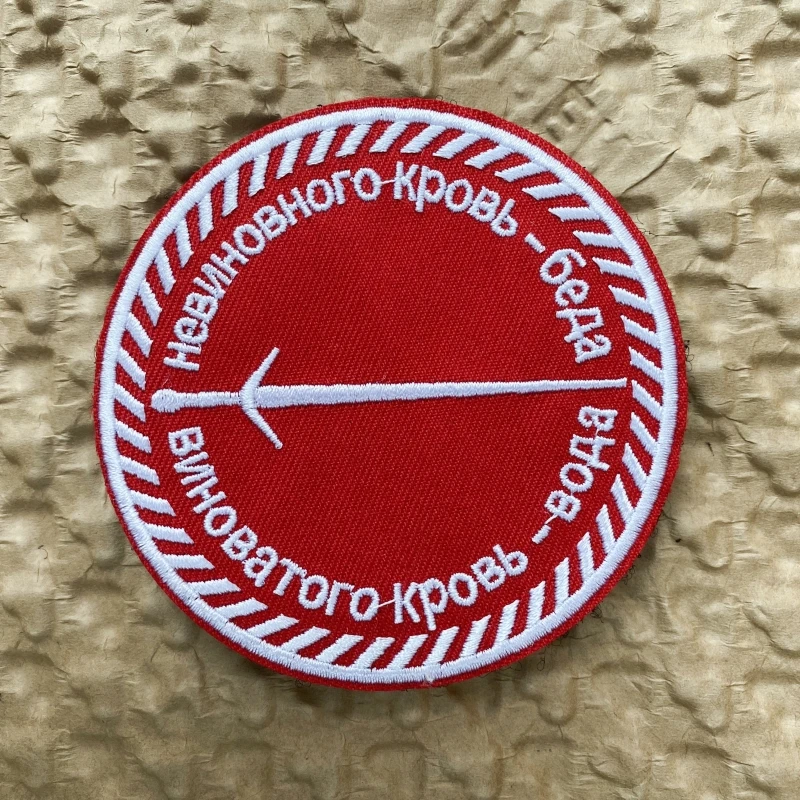 невиновного кровь - беда
виноватого кровь - вода